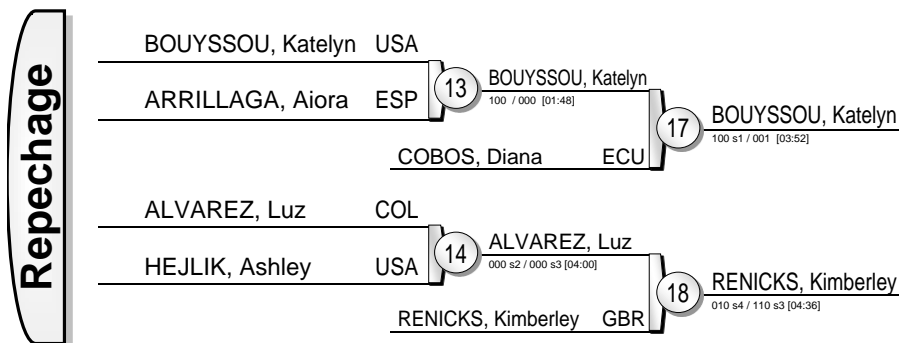 Repechage
BOUYSSOU, Katelyn USA
ARRILLAGA, Aiora ESP
13
BOUYSSOU, Katelyn
100 / 000 [01:48]
COBOS, Diana ECU
17
BOUYSSOU, Katelyn
100 s1 / 001 [03:52]
ALVAREZ, Luz COL
HEJLIK, Ashley USA
14
ALVAREZ, Luz
000 s2 / 000 s3 [04:00]
RENICKS, Kimberley GBR
18
RENICKS, Kimberley
010 s4 / 110 s3 [04:36]